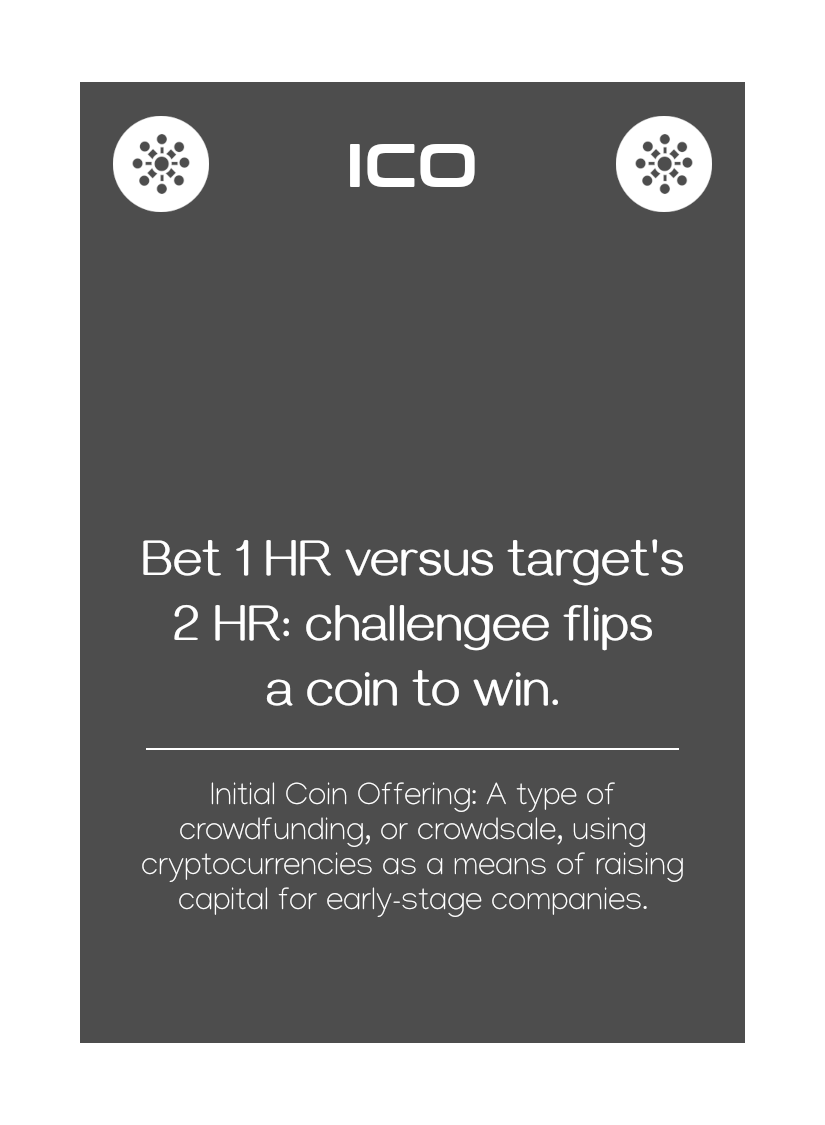 ICO
Bet 1 HR versus target's
2 HR: challengee flips
a coin to win.
Initial Coin Offering: A type of
crowdfunding, or crowdsale, using
cryptocurrencies as a means of raising
capital for early-stage companies.